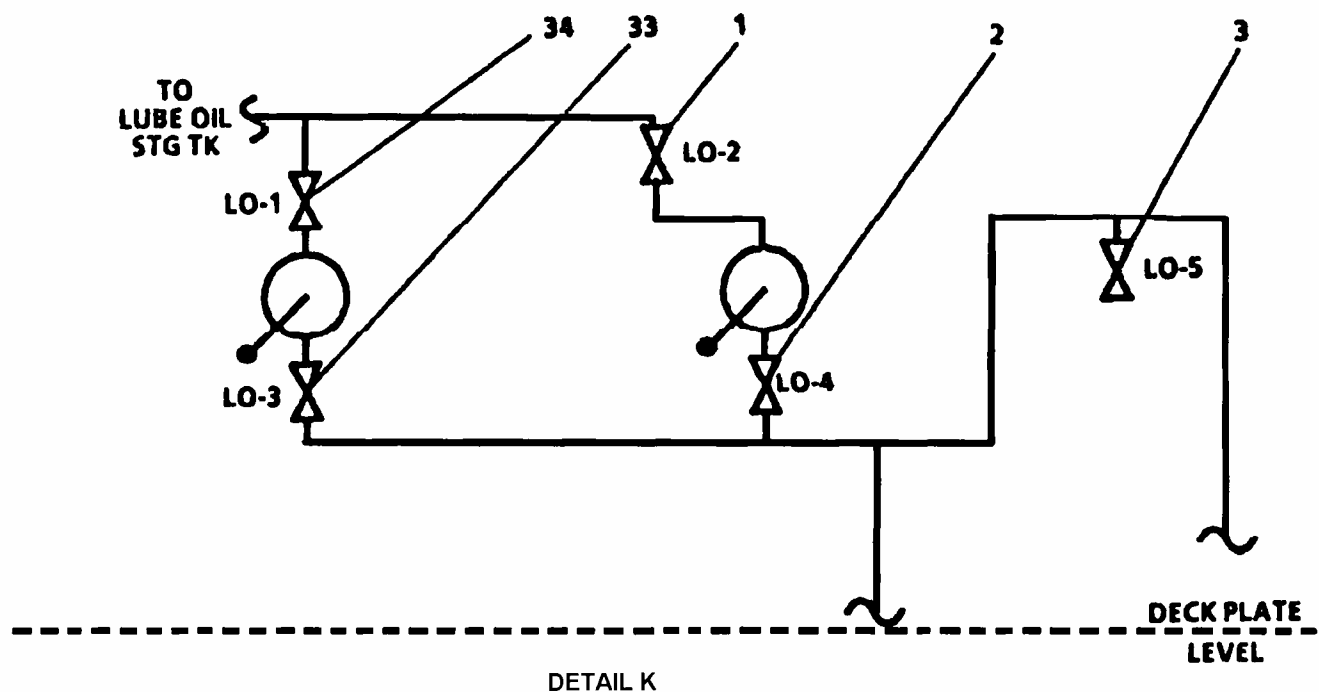 34
33
1
2
3
TO
LUBE OIL
STG TK
LO-2
LO-1
LO-5
LO-3
LO-4
DECK PLATE
LEVEL
DETAIL K